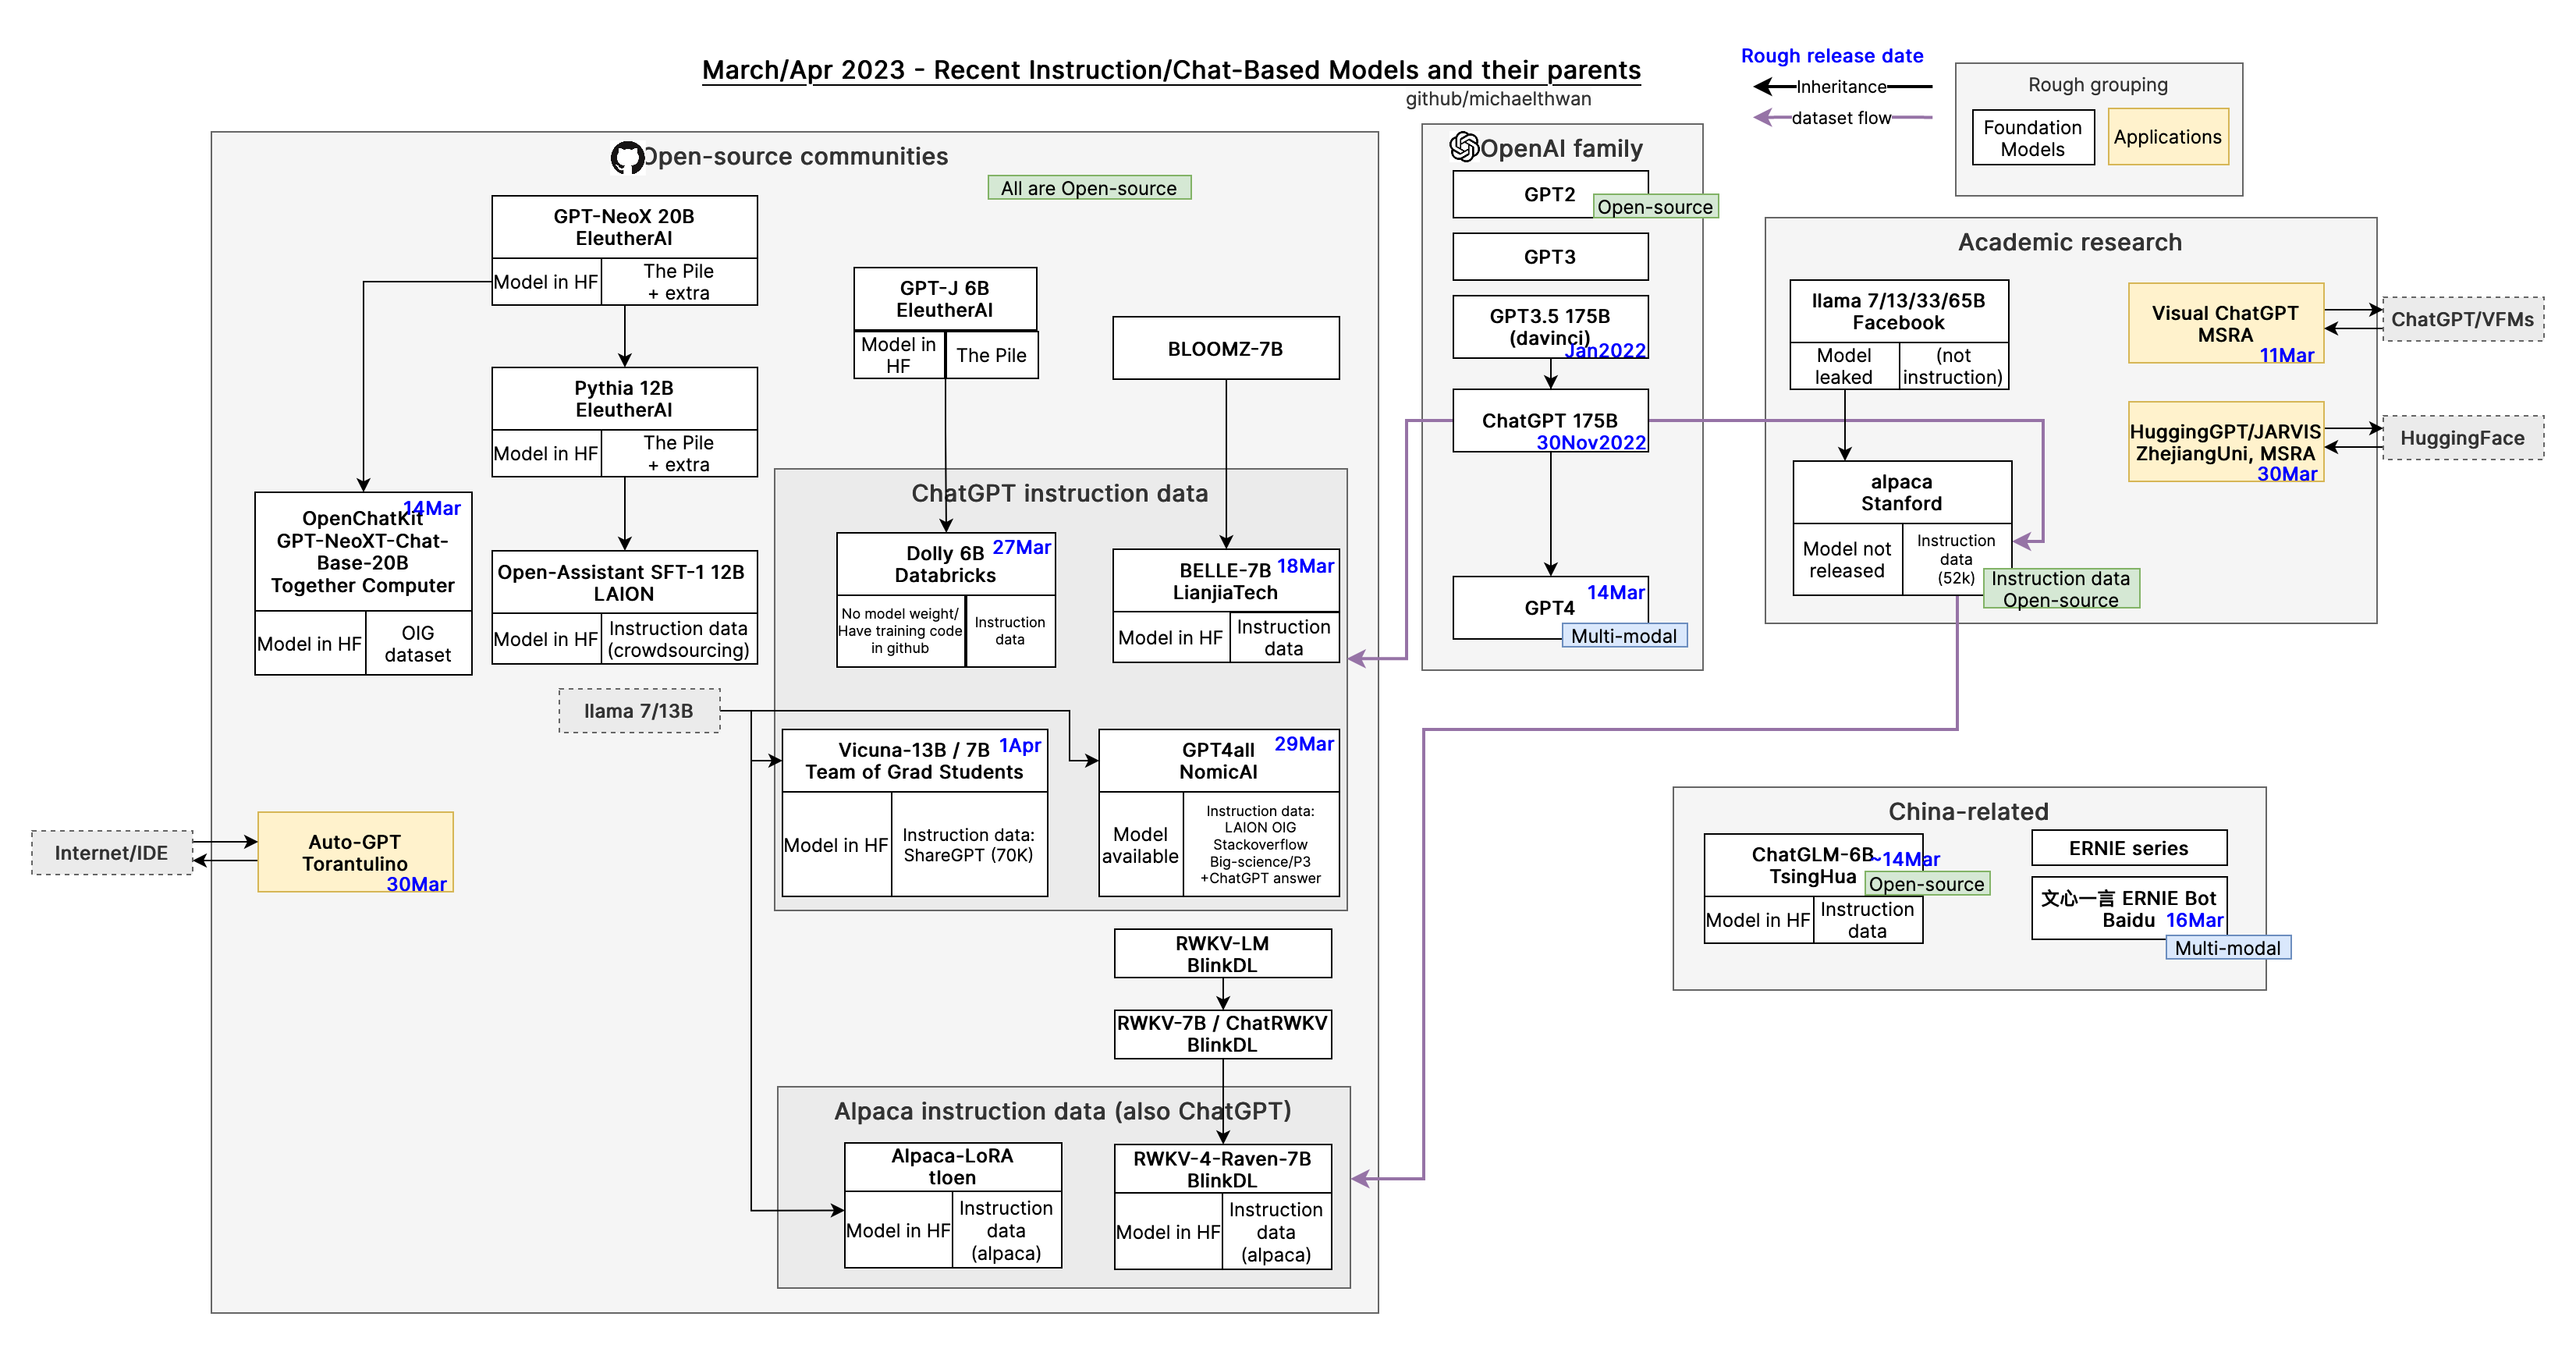 March/Apr 2023 - Recent Instruction/Chat-Based Models and their parents
github/michaelthwan
Rough release date
Inheritance
dataset flow
Rough grouping
Foundation
Models
Applications
Open-source communities
All are Open-source
GPT-NeoX 20B
EleutherAI
Model in HF
The Pile
+ extra
Pythia 12B
EleutherAI
Model in HF
The Pile
+ extra
14Mar
OpenChatKit
GPT-NeoXT-Chat-
Base-20B
Together Computer
Model in HF
OIG
dataset
Open-Assistant SFT-1 12B
LAION
Model in HF
Instruction data
(crowdsourcing)
GPT-J 6B
EleutherAI
Model in
HF
The Pile
BLOOMZ-7B
ChatGPT instruction data
Dolly 6B
27Mar
Databricks
No model weight/
Have training code
in github
Instruction
data
BELLE-7B
18Mar
LianjiaTech
Model in HF
Instruction
data
llama 7/13B
Vicuna-13B / 7B
1Apr
Team of Grad Students
Model in HF
Instruction data:
ShareGPT (70K)
GPT4all
29Mar
NomicAI
Model
available
Instruction data:
LAION OIG
Stackoverflow
Big-science/P3
+ChatGPT answer
Internet/IDE
Auto-GPT
Torantulino
30Mar
RWKV-LM
BlinkDL
RWKV-7B / ChatRWKV
BlinkDL
Alpaca instruction data (also ChatGPT)
Alpaca-LoRA
tloen
Model in HF
Instruction
data
(alpaca)
RWKV-4-Raven-7B
BlinkDL
Model in HF
Instruction
data
(alpaca)
OpenAI family
GPT2
Open-source
GPT3
GPT3.5 175B
(davinci)
Jan2022
ChatGPT 175B
30Nov2022
14Mar
GPT4
Multi-modal
Academic research
llama 7/13/33/65B
Facebook
Model
leaked
(not
instruction)
alpaca
Stanford
Model not
released
Instruction
data
(52k)
Instruction data
Open-source
Visual ChatGPT
MSRA
11Mar
ChatGPT/VFMs
HuggingGPT/JARVIS
ZhejiangUni, MSRA
30Mar
HuggingFace
China-related
ChatGLM-6B
~14Mar
TsingHua
Open-source
Model in HF
Instruction
data
ERNIE series
文心一言 ERNIE Bot
Baidu
16Mar
Multi-modal